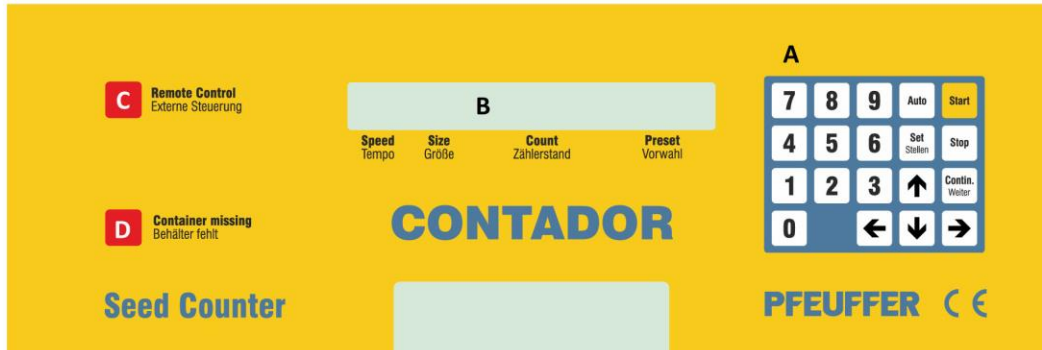 A
C
Remote Control
Externe Steuerung
B
Speed Size Count Preset
Tempo Größe Zählerstand Vorwahl
7 8 9 Auto Start
4 5 6 Set Stellen Stop
1 2 3 ↑ Contin. Weiter
0 ← ↓ →
D
Container missing
Behälter fehlt
CONTADOR
Seed Counter
PFEUFFER CE